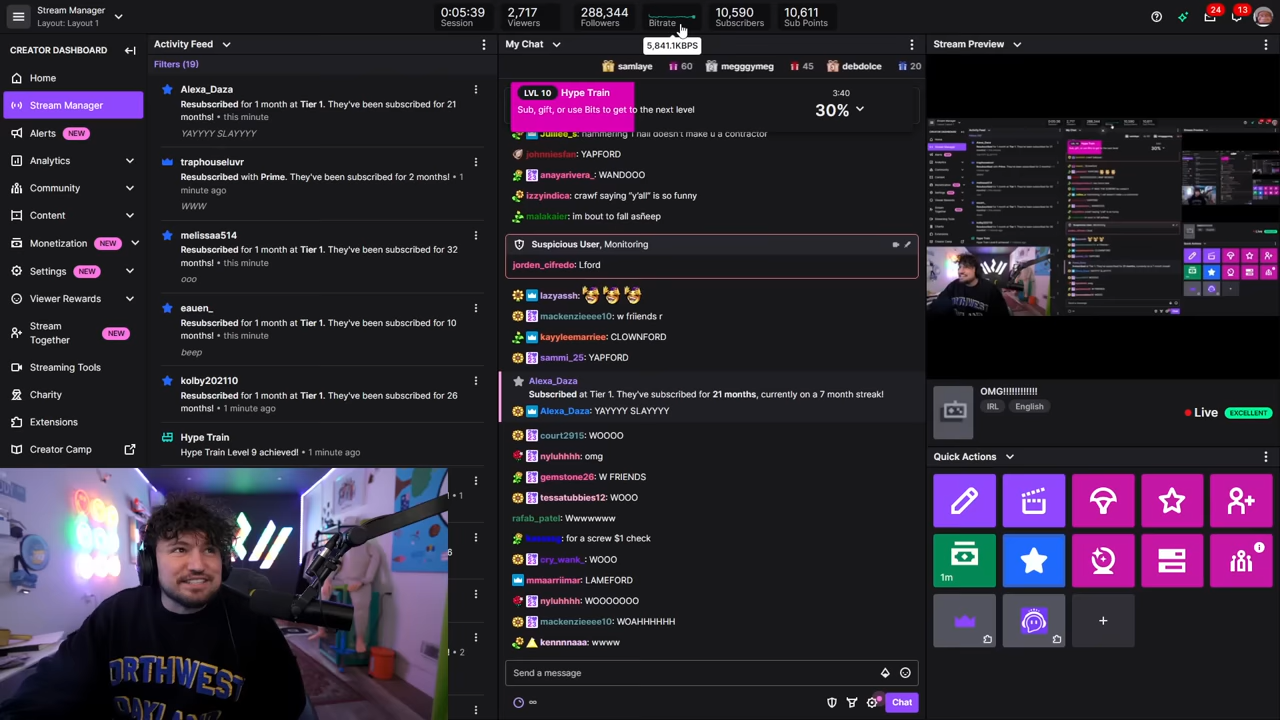 Stream Manager
Layout: Layout 1
0:05:39
Session
2,717
Viewers
288,344
Followers
Bitrate
5,841.1KBPS
10,590
Subscribers
10,611
Sub Points
24
13
CREATOR DASHBOARD
Home
Stream Manager
Alerts NEW
Analytics
Community
Content
Monetization NEW
Settings NEW
Viewer Rewards
Stream Together NEW
Streaming Tools
Charity
Extensions
Creator Camp
Activity Feed
Filters (19)
Alexa_Daza
Resubscribed for 1 month at Tier 1. They've been subscribed for 21
months! • this minute
YAYYYY SLAYYYY
traphouseluvr
Resubscribed with Prime. They've been subscribed for 2 months! • 1
minute ago
WWW
Resubscribed for 1 month at Tier 1. They've been subscribed for 32
months! • this minute
ooo
eauen_
Resubscribed for 1 month at Tier 1. They've been subscribed for 10
months! • this minute
beep
kolby202110
Resubscribed for 1 month at Tier 1. They've been subscribed for 26
months! • 1 minute ago
Hype Train
Hype Train Level 9 achieved! • 1 minute ago
My Chat
samlaye 60
megggymeg 45
debdolce 20
LVL 10 Hype Train
Sub, gift, or use Bits to get to the next level
3:40
30%
hammering 1 nail doesn't make u a contractor
johnniesfan: YAPFORD
anayarivera_: WANDOOO
izzyindica: crawf saying "yall" is so funny
malakaier: im bout to fall asheep
Suspicious User, Monitoring
jorden_cifredo: Lford
lazyassh:
mackenzieeee10: w friends r
kayyleemarriee: CLOWNFORD
sammi_25: YAPFORD
Alexa_Daza
Subscribed at Tier 1. They've subscribed for 21 months, currently on a 7 month streak!
Alexa_Daza: YAYYYY SLAYYYY
court2915: WOOOO
nyluhhhh: omg
gemstone26: W FRIENDS
tessatubbies12: WOOO
rafab_patel: Wwwwwww
: for a screw $1 check
cry_wank_: WOOO
mmaarriimar: LAMEFORD
nyluhhhh: WOOOOOOO
mackenzieeee10: WOAHHHHHH
kennnnaaa: wwww
Send a message
Chat
Stream Preview
OMG!!!!!!!!!!!!
IRL English
Live EXCELLENT
Quick Actions
1m